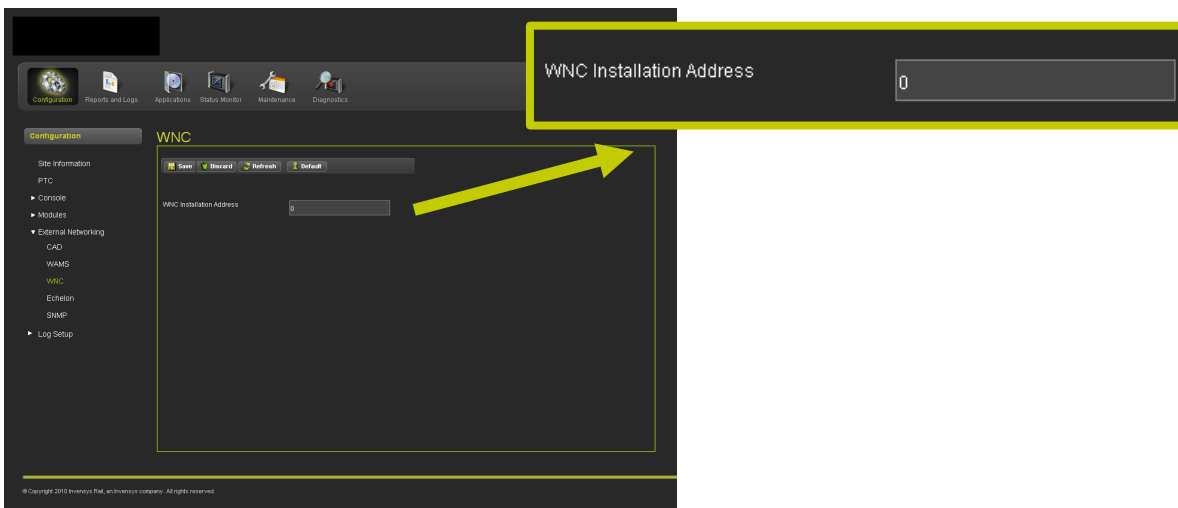 WNC Installation Address
0
Configuration
Reports and Logs
Applications
Status Monitor
Maintenance
Diagnostics
Configuration
Site Information
PTC
Console
Modules
External Networking
CAD
WAMS
WNC
Echelon
SNMP
Log Setup
WNC
Save Discard Refresh Default
WNC Installation Address
0
© Copyright 2010 Invensys Rail, an Invensys company. All rights reserved.